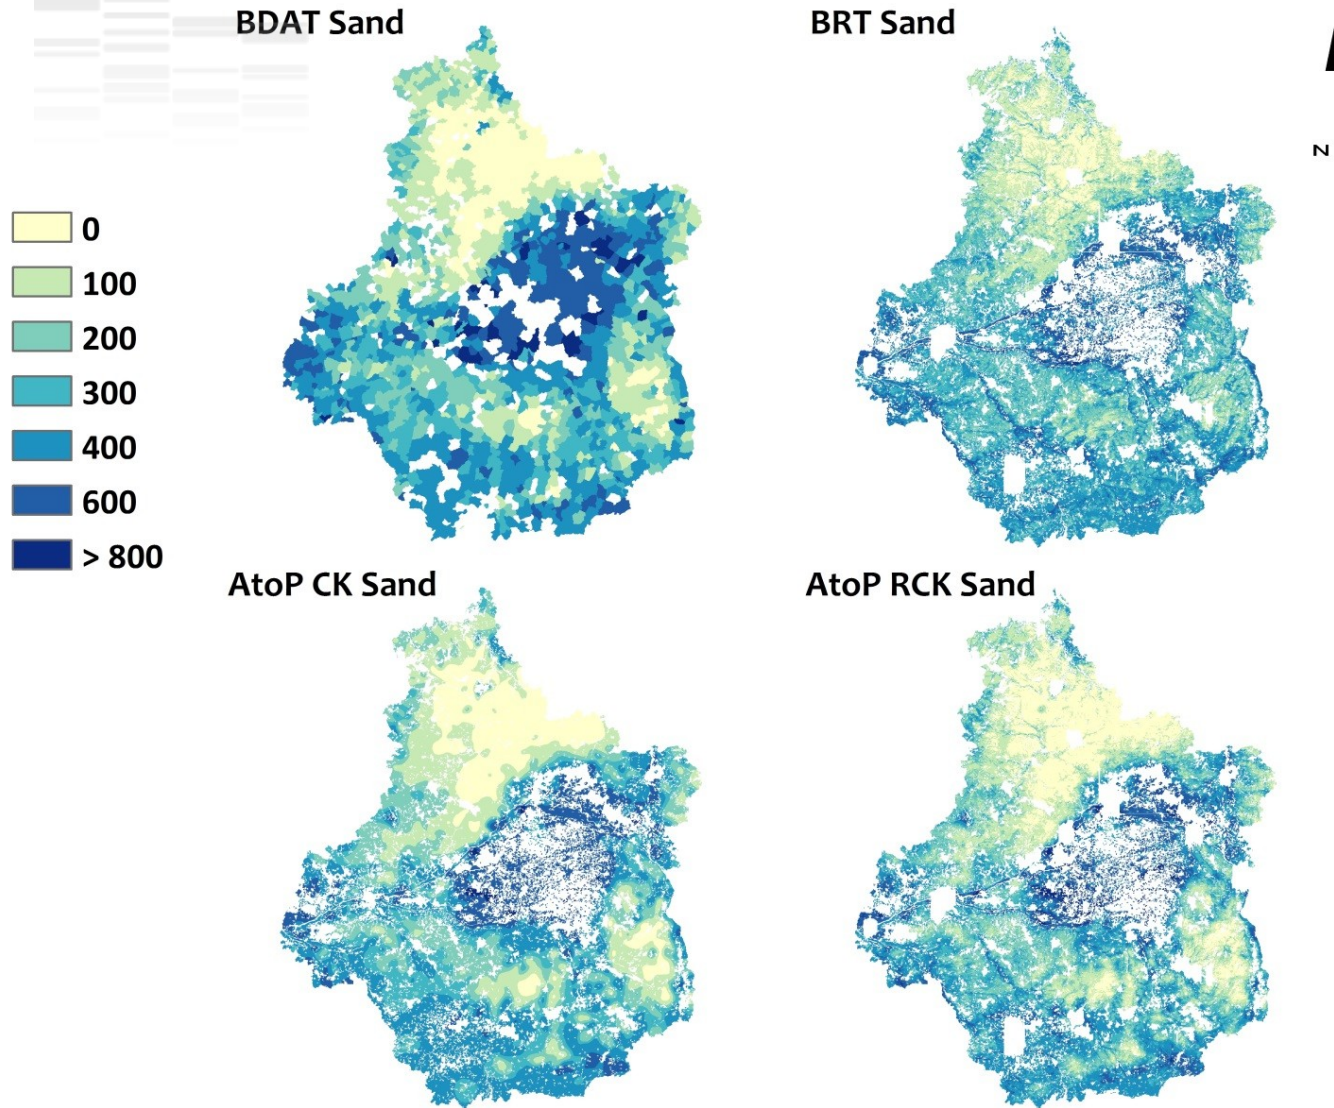 BDAT Sand
BRT Sand
N
0
100
200
300
400
600
> 800
AtoP CK Sand
AtoP RCK Sand